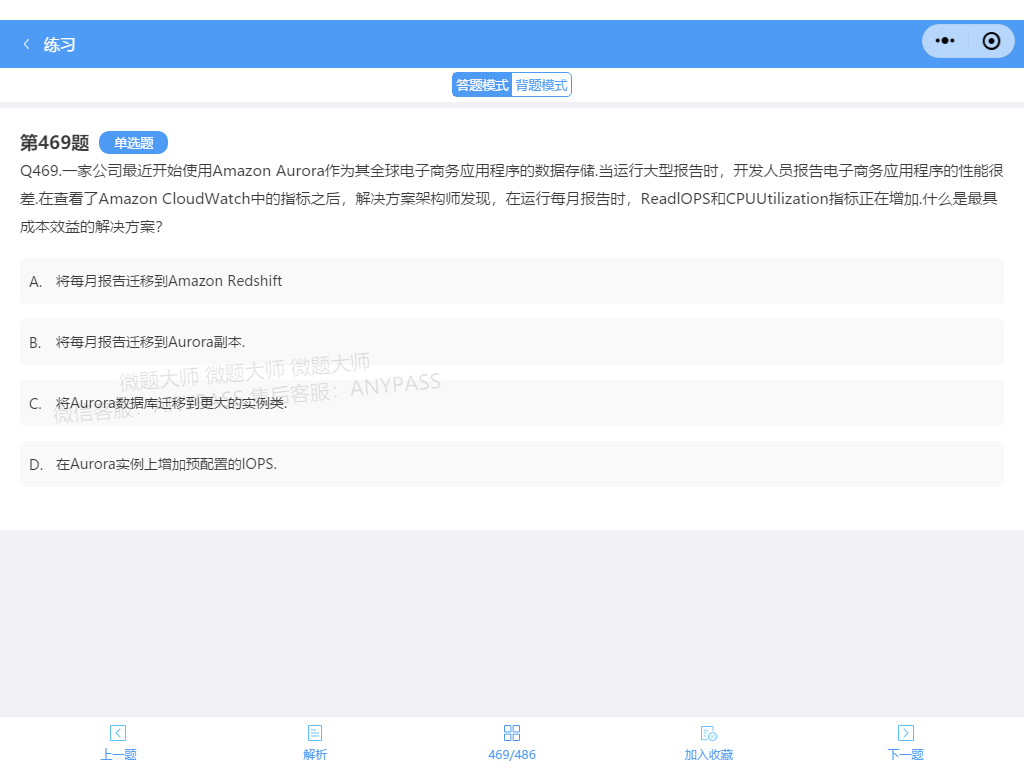 练习
答题模式 背题模式
第469题 单选题
Q469.一家公司最近开始使用Amazon Aurora作为其全球电子商务应用程序的数据存储.当运行大型报告时，开发人员报告电子商务应用程序的性能很
差.在查看了Amazon CloudWatch中的指标之后，解决方案架构师发现，在运行每月报告时，ReadlOPS和CPUUtilization指标正在增加.什么是最具
成本效益的解决方案？
A. 将每月报告迁移到Amazon Redshift
B. 将每月报告迁移到Aurora副本.
微题大师 微题大师 微题大师
C. 将Aurora数据库迁移到更大的实例类.
微信客服：ANYPASS 售后客服：ANYPASS
D. 在Aurora实例上增加预配置的IOPS.
上一题 解析 469/486 加入收藏 下一题